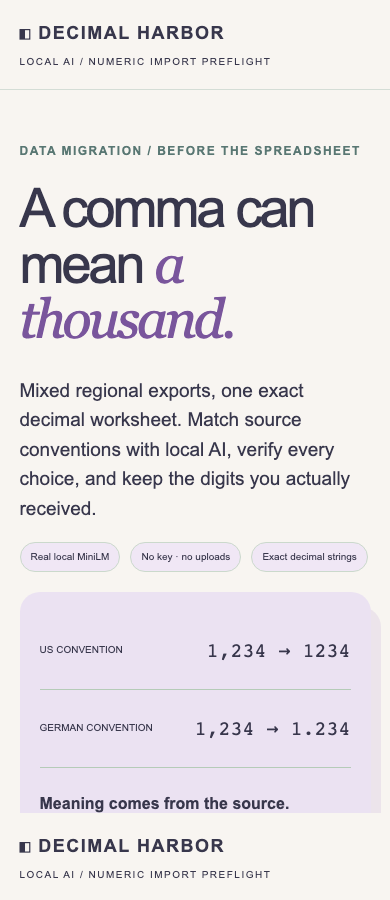 ◧ DECIMAL HARBOR
LOCAL AI / NUMERIC IMPORT PREFLIGHT
DATA MIGRATION / BEFORE THE SPREADSHEET
A comma can
mean a
thousand.
Mixed regional exports, one exact
decimal worksheet. Match source
conventions with local AI, verify every
choice, and keep the digits you actually
received.
Real local MiniLM
No key · no uploads
Exact decimal strings
US CONVENTION 1,234 → 1234
GERMAN CONVENTION 1,234 → 1.234
Meaning comes from the source.
◧ DECIMAL HARBOR
LOCAL AI / NUMERIC IMPORT PREFLIGHT